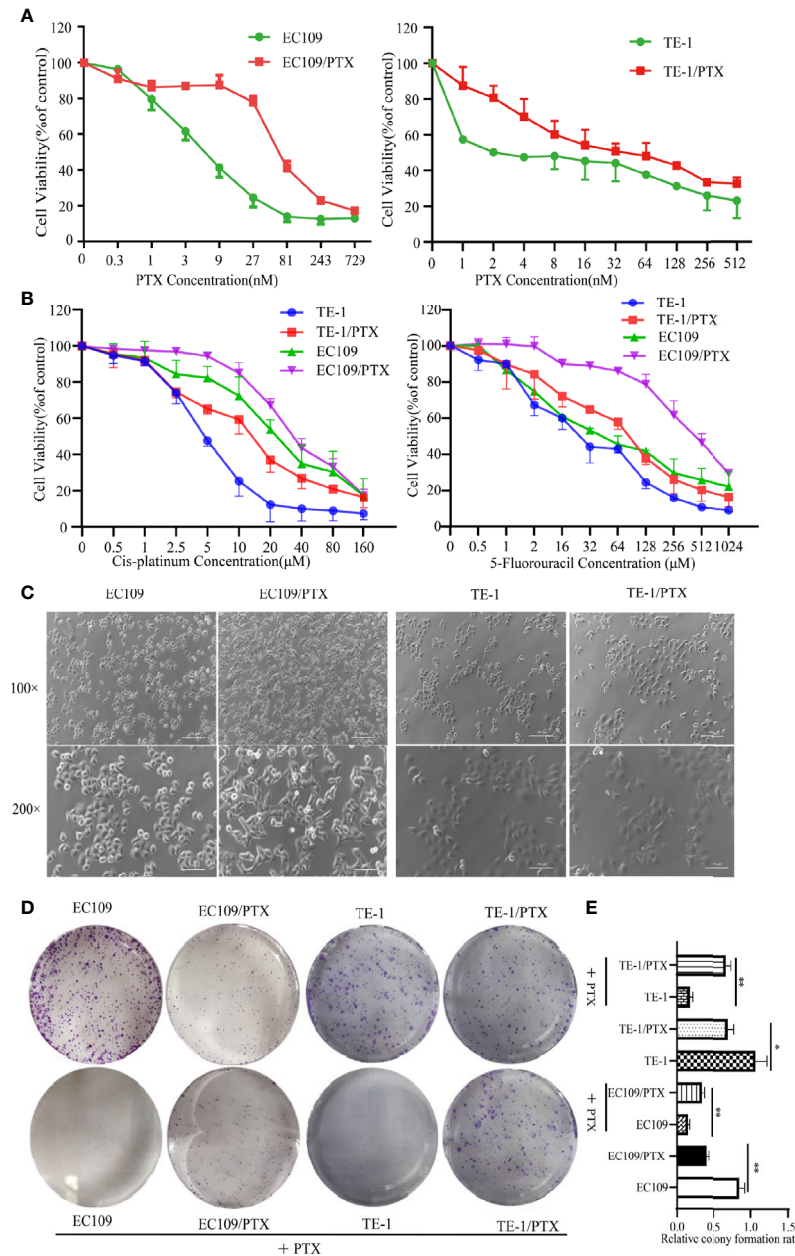 A
EC109
EC109/PTX
Cell Viability(%of control)
120
100
80
60
40
20
0
0 0.3 1 3 9 27 81 243 729
PTX Concentration(nM)
TE-1
TE-1/PTX
Cell Viability(%of control)
120
100
80
60
40
20
0
0 1 2 4 8 16 32 64 128 256 512
PTX Concentration(nM)
B
TE-1
TE-1/PTX
EC109
EC109/PTX
Cell Viability(%of control)
120
100
80
60
40
20
0
0 0.5 1 2.5 5 10 20 40 80 160
Cis-platinum Concentration(μM)
TE-1
TE-1/PTX
EC109
EC109/PTX
Cell Viability(%of control)
120
100
80
60
40
20
0
0 0.5 1 2 16 32 64 128 256 512 1024
5-Fluorouracil Concentration (μM)
C
EC109 EC109/PTX TE-1 TE-1/PTX
100×
200×
D
EC109 EC109/PTX TE-1 TE-1/PTX
EC109 EC109/PTX TE-1 TE-1/PTX
+ PTX
E
+ PTX
TE-1/PTX
TE-1
**
TE-1/PTX
TE-1
*
+ PTX
EC109/PTX
EC109
**
EC109/PTX
EC109
**
0.0 0.5 1.0 1.5
Relative colony formation rat